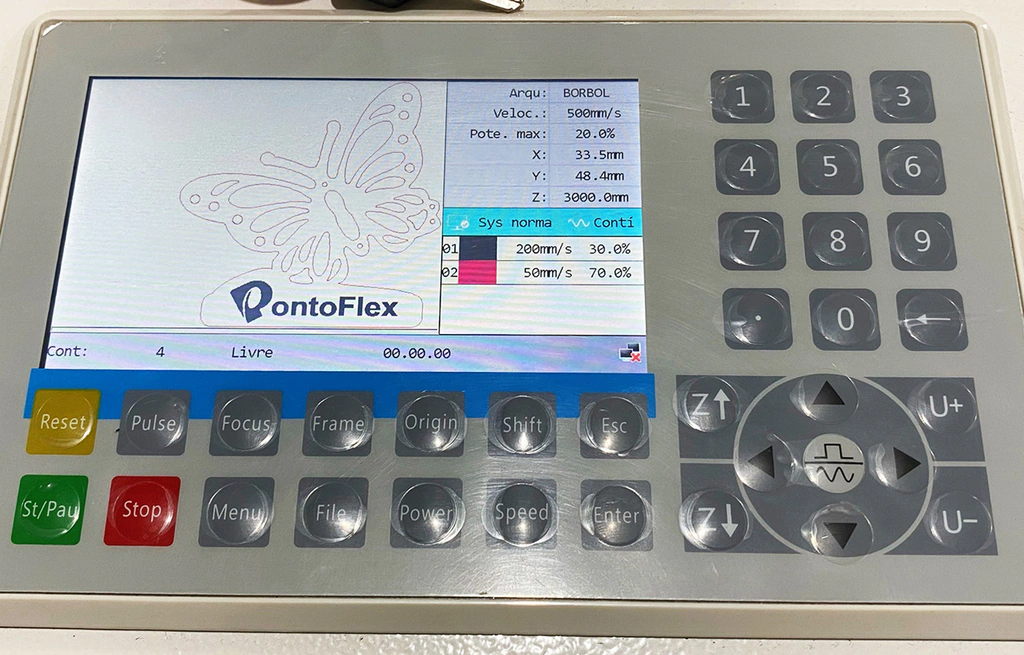 Arqu: BORBOL
Veloc.: 500mm/s
Pote. max: 20.0%
X: 33.5mm
Y: 48.4mm
Z: 3000.0mm
Sys norma Conti
01 200mm/s 30.0%
02 50mm/s 70.0%
PontoFlex
Cont: 4 Livre 00.00.00
1 2 3
4 5 6
7 8 9
. 0 ←
Reset Pulse Focus Frame Origin Shift Esc
St/Pau Stop Menu File Power Speed Enter
Z↑ U+
Z↓ U-